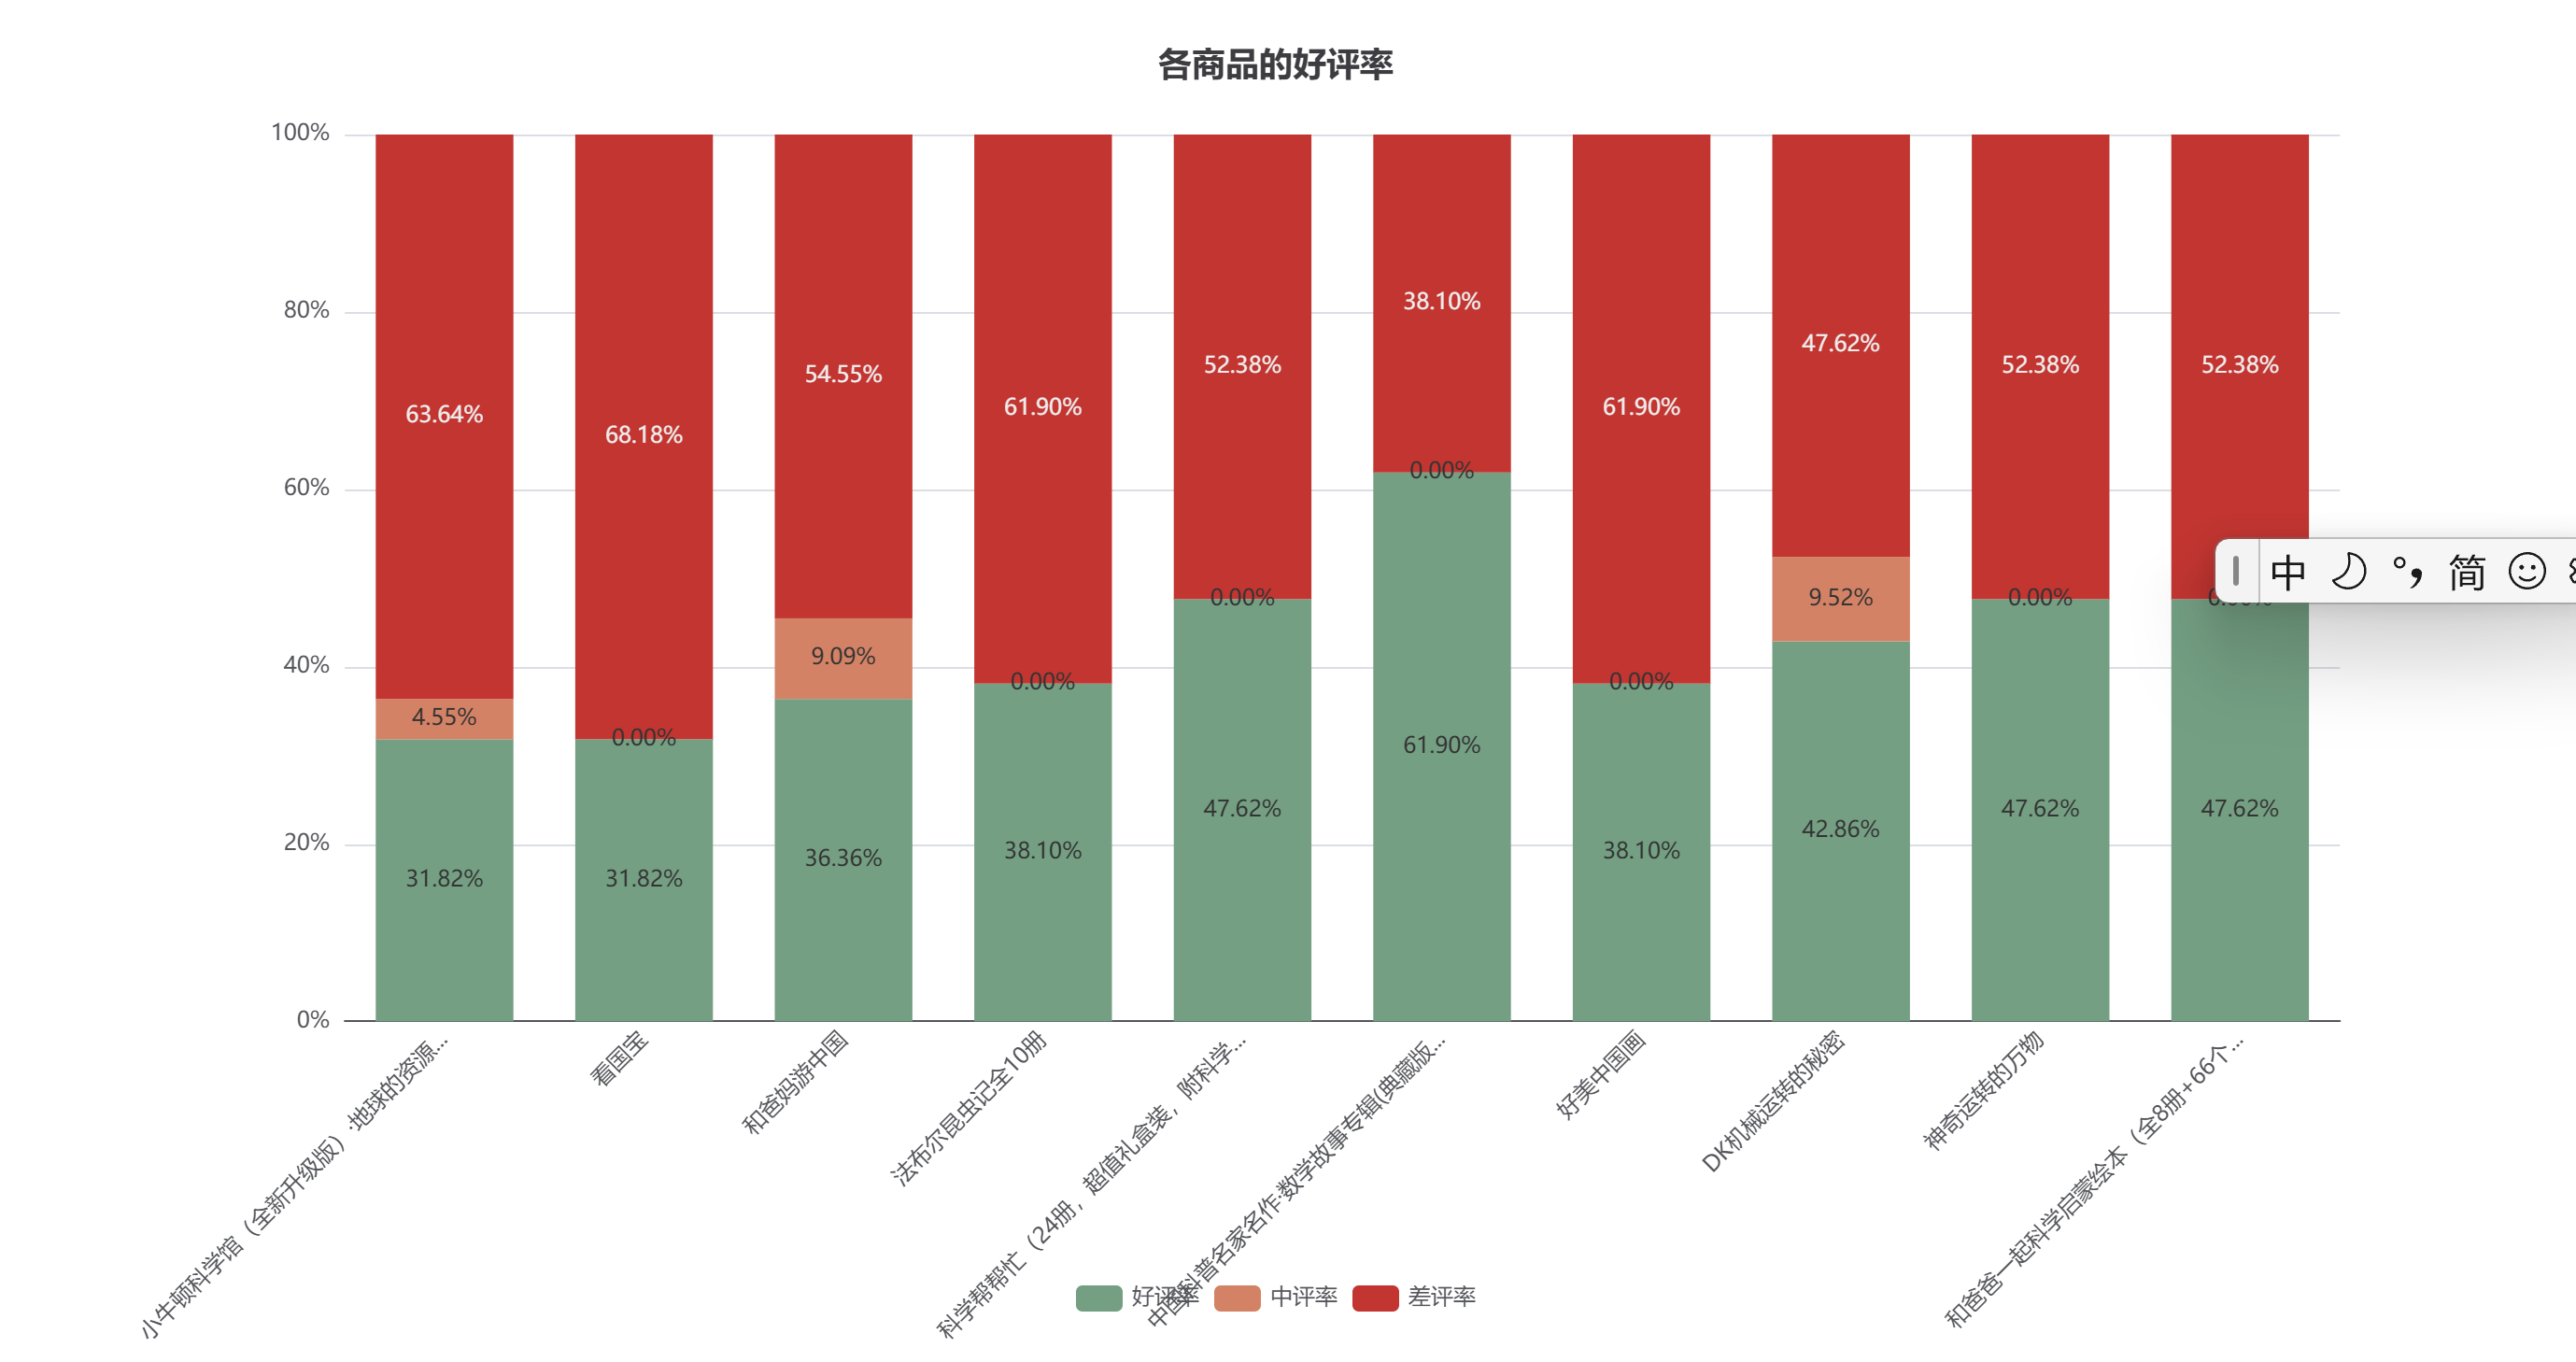 各商品的好评率
100%
80%
60%
40%
20%
0%
63.64%
68.18%
54.55%
61.90%
52.38%
38.10%
61.90%
47.62%
52.38%
52.38%
4.55%
0.00%
9.09%
0.00%
0.00%
0.00%
0.00%
9.52%
0.00%
31.82%
31.82%
36.36%
38.10%
47.62%
61.90%
38.10%
42.86%
47.62%
47.62%
中 简
小牛顿科学馆（全新升级版）·地球的资源...
看国宝
和爸妈游中国
法布尔昆虫记全10册
科学帮帮忙（24册，超值礼盒装，附科学...
中国科普名家名作·数学故事专辑(典藏版...
好美中国画
DK机械运转的秘密
神奇运转的万物
和爸爸一起科学启蒙绘本（全8册+66个...
好评率 中评率 差评率